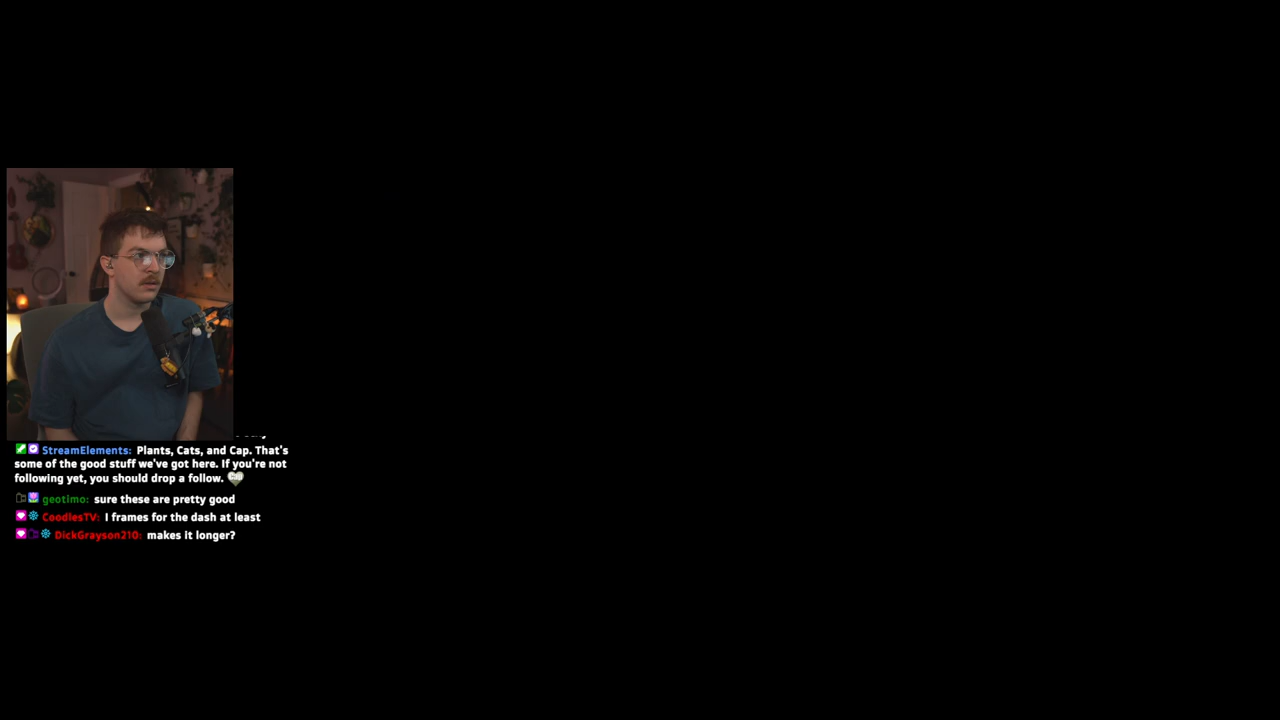 StreamElements: Plants, Cats, and Cap. That's
some of the good stuff we've got here. If you're not
following yet, you should drop a follow.
geotimo: sure these are pretty good
CoodlesTV: I frames for the dash at least
DickGrayson210: makes it longer?